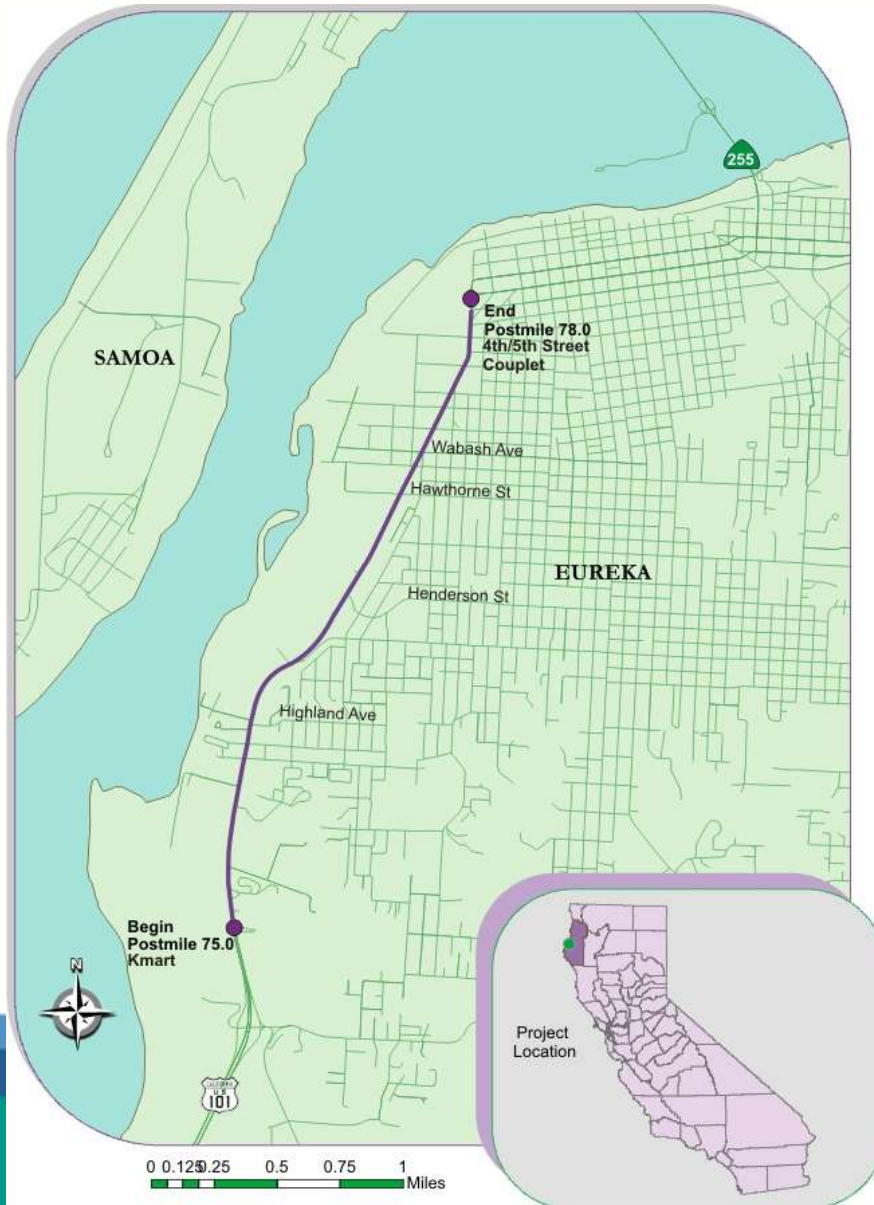 255
End
Postmile 78.0
4th/5th Street
Couplet
SAMOA
Wabash Ave
Hawthorne St
EUREKA
Henderson St
Highland Ave
Begin
Postmile 75.0
Kmart
N
CALIFORNIA
U S
101
Project
Location
0 0.125 0.25 0.5 0.75 1
Miles